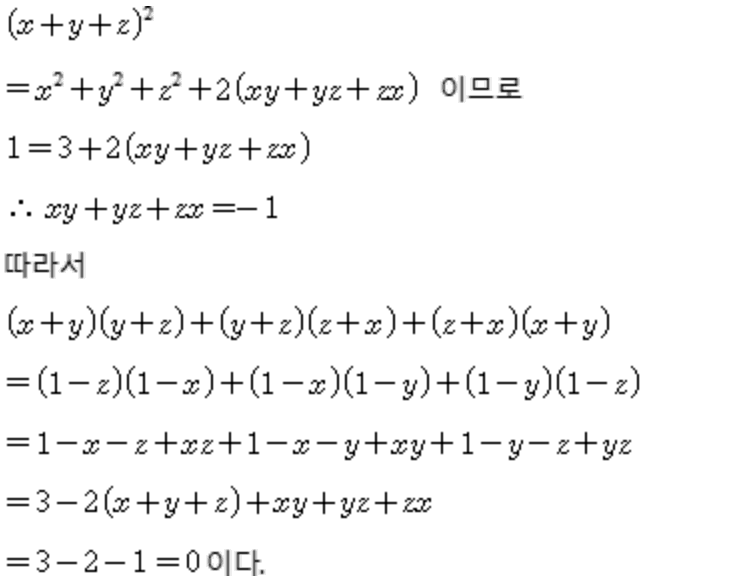 (x+y+z)²
=x²+y²+z²+2(xy+yz+zx) 이므로
1=3+2(xy+yz+zx)
∴ xy+yz+zx=-1
따라서
(x+y)(y+z)+(y+z)(z+x)+(z+x)(x+y)
=(1-z)(1-x)+(1-x)(1-y)+(1-y)(1-z)
=1-x-z+xz+1-x-y+xy+1-y-z+yz
=3-2(x+y+z)+xy+yz+zx
=3-2-1=0이다.